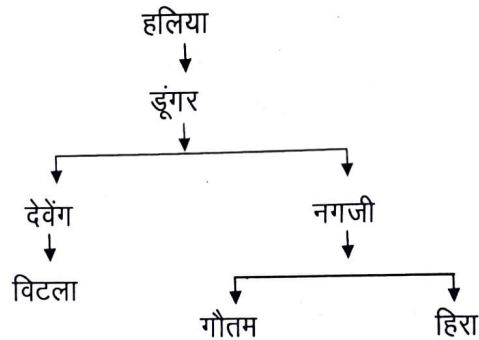 हलिया
डूंगर
देवेंग नगजी
विटला
गौतम हिरा